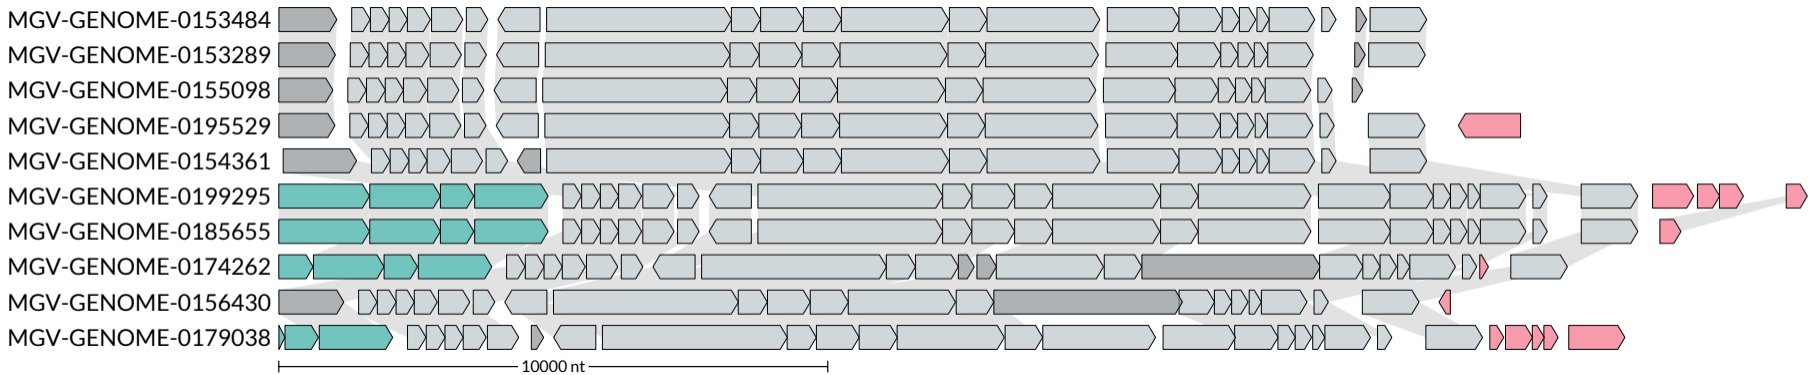 MGV-GENOME-0153484
MGV-GENOME-0153289
MGV-GENOME-0155098
MGV-GENOME-0195529
MGV-GENOME-0154361
MGV-GENOME-0199295
MGV-GENOME-0185655
MGV-GENOME-0174262
MGV-GENOME-0156430
MGV-GENOME-0179038
10000 nt